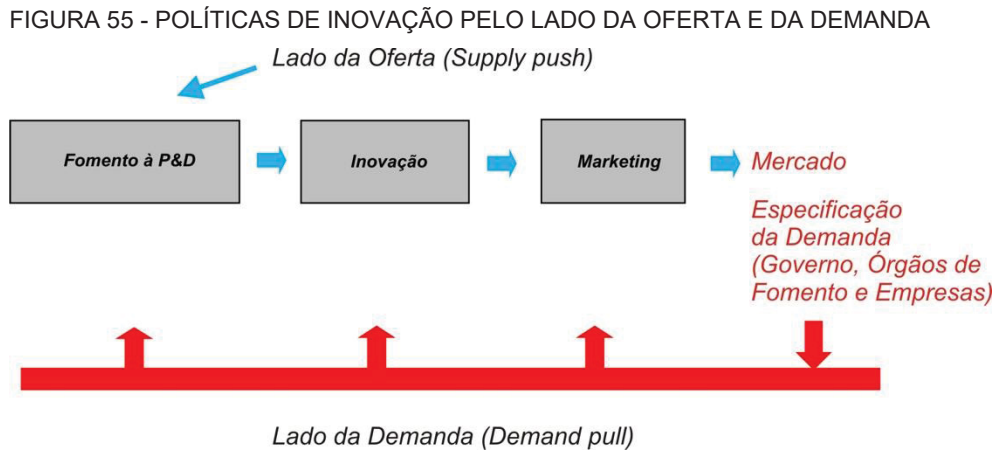 FIGURA 55 - POLÍTICAS DE INOVAÇÃO PELO LADO DA OFERTA E DA DEMANDA
Lado da Oferta (Supply push)
Fomento à P&D
Inovação
Marketing
Mercado
Especificação
da Demanda
(Governo, Órgãos de
Fomento e Empresas)
Lado da Demanda (Demand pull)